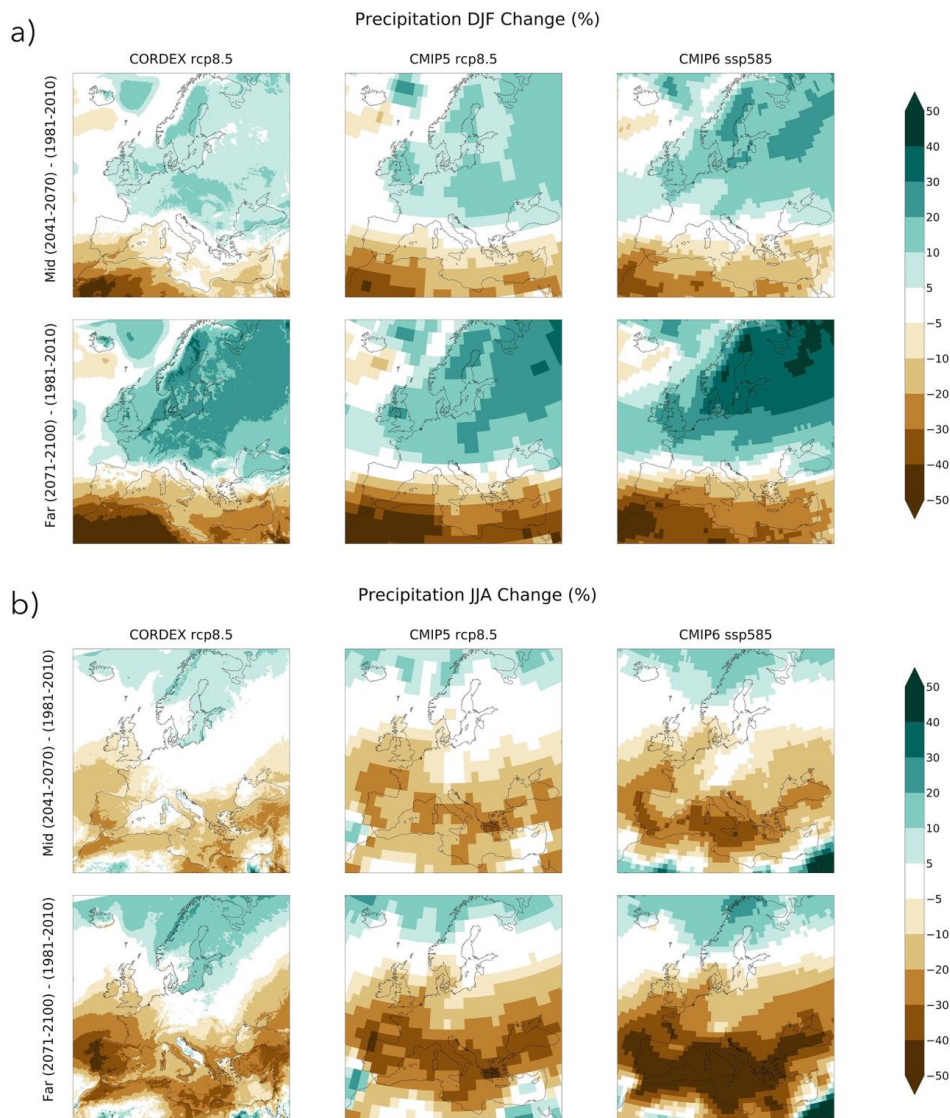 Precipitation DJF Change (%)
a)
CORDEX rcp8.5
CMIP5 rcp8.5
CMIP6 ssp585
Mid (2041-2070) - (1981-2010)
Far (2071-2100) - (1981-2010)
50
40
30
20
10
5
−5
−10
−20
−30
−40
−50
b)
Precipitation JJA Change (%)
CORDEX rcp8.5
CMIP5 rcp8.5
CMIP6 ssp585
Mid (2041-2070) - (1981-2010)
Far (2071-2100) - (1981-2010)
50
40
30
20
10
5
−5
−10
−20
−30
−40
−50